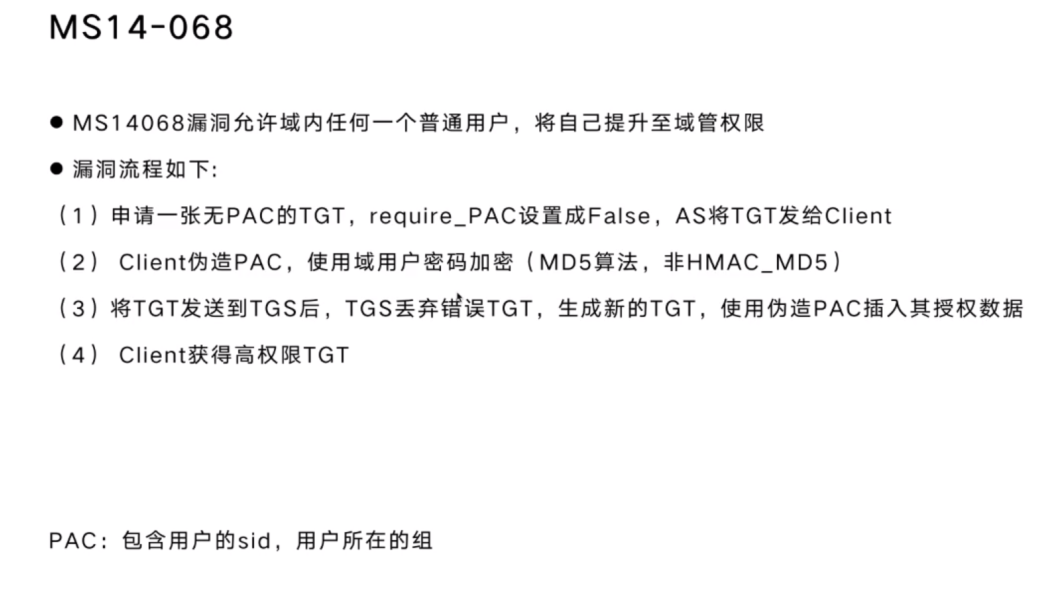 MS14-068
● MS14068漏洞允许域内任何一个普通用户，将自己提升至域管权限
● 漏洞流程如下:
（1）申请一张无PAC的TGT，require_PAC设置成False，AS将TGT发给Client
（2） Client伪造PAC，使用域用户密码加密（MD5算法，非HMAC_MD5）
（3）将TGT发送到TGS后，TGS丢弃错误TGT，生成新的TGT，使用伪造PAC插入其授权数据
（4） Client获得高权限TGT
PAC：包含用户的sid，用户所在的组